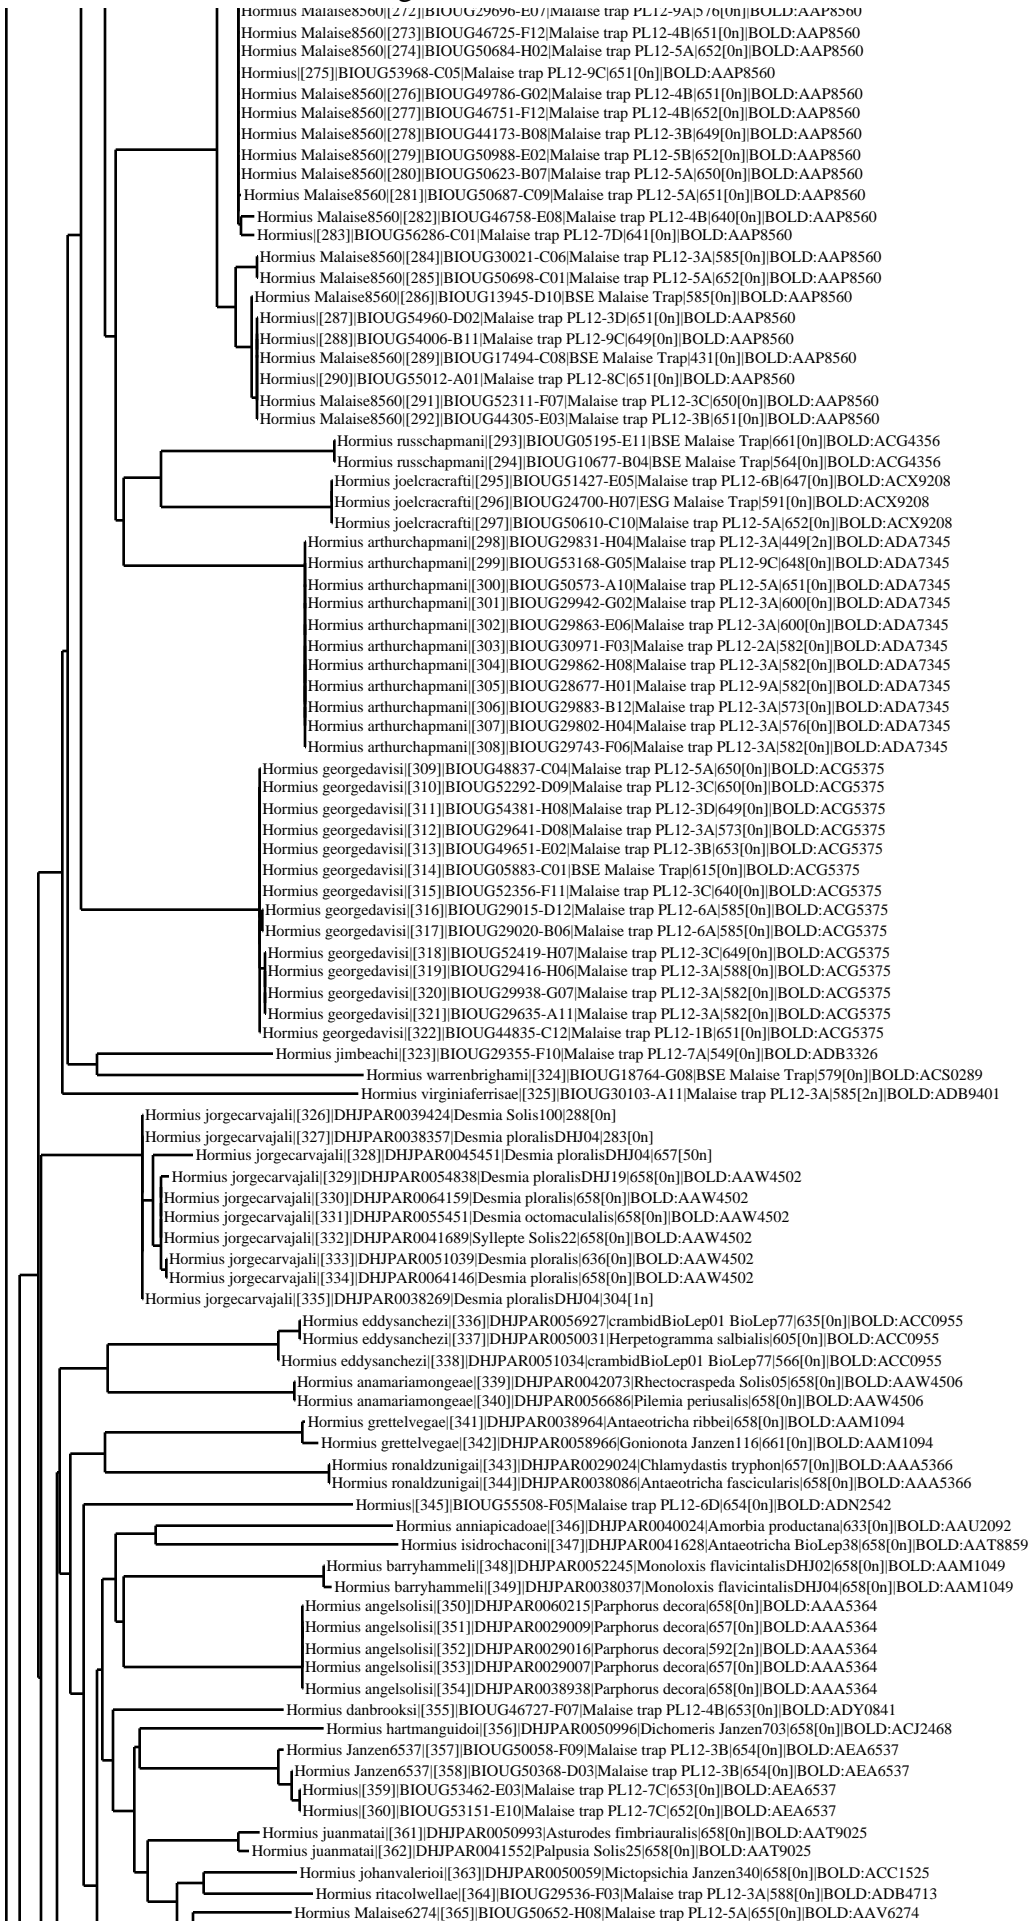 Hormius Malaise8560|[272]|BIOUG29696-E07|Malaise trap PL12-9A|576[0n]|BOLD:AAP8560
Hormius Malaise8560|[273]|BIOUG46725-F12|Malaise trap PL12-4B|651[0n]|BOLD:AAP8560
Hormius Malaise8560|[274]|BIOUG50684-H02|Malaise trap PL12-5A|652[0n]|BOLD:AAP8560
Hormius|[275]|BIOUG53968-C05|Malaise trap PL12-9C|651[0n]|BOLD:AAP8560
Hormius Malaise8560|[276]|BIOUG49786-G02|Malaise trap PL12-4B|651[0n]|BOLD:AAP8560
Hormius Malaise8560|[277]|BIOUG46751-F12|Malaise trap PL12-4B|652[0n]|BOLD:AAP8560
Hormius Malaise8560|[278]|BIOUG44173-B08|Malaise trap PL12-3B|649[0n]|BOLD:AAP8560
Hormius Malaise8560|[279]|BIOUG50988-E02|Malaise trap PL12-5B|652[0n]|BOLD:AAP8560
Hormius Malaise8560|[280]|BIOUG50623-B07|Malaise trap PL12-5A|650[0n]|BOLD:AAP8560
Hormius Malaise8560|[281]|BIOUG50687-C09|Malaise trap PL12-5A|651[0n]|BOLD:AAP8560
Hormius Malaise8560|[282]|BIOUG46758-E08|Malaise trap PL12-4B|640[0n]|BOLD:AAP8560
Hormius|[283]|BIOUG56286-C01|Malaise trap PL12-7D|641[0n]|BOLD:AAP8560
Hormius Malaise8560|[284]|BIOUG30021-C06|Malaise trap PL12-3A|585[0n]|BOLD:AAP8560
Hormius Malaise8560|[285]|BIOUG50698-C01|Malaise trap PL12-5A|652[0n]|BOLD:AAP8560
Hormius Malaise8560|[286]|BIOUG13945-D10|BSE Malaise Trap|585[0n]|BOLD:AAP8560
Hormius|[287]|BIOUG54960-D02|Malaise trap PL12-3D|651[0n]|BOLD:AAP8560
Hormius|[288]|BIOUG54006-B11|Malaise trap PL12-9C|649[0n]|BOLD:AAP8560
Hormius Malaise8560|[289]|BIOUG17494-C08|BSE Malaise Trap|431[0n]|BOLD:AAP8560
Hormius|[290]|BIOUG55012-A01|Malaise trap PL12-8C|651[0n]|BOLD:AAP8560
Hormius Malaise8560|[291]|BIOUG52311-F07|Malaise trap PL12-3C|650[0n]|BOLD:AAP8560
Hormius Malaise8560|[292]|BIOUG44305-E03|Malaise trap PL12-3B|651[0n]|BOLD:AAP8560
Hormius russchapmani|[293]|BIOUG05195-E11|BSE Malaise Trap|661[0n]|BOLD:ACG4356
Hormius russchapmani|[294]|BIOUG10677-B04|BSE Malaise Trap|564[0n]|BOLD:ACG4356
Hormius joelcracrafti|[295]|BIOUG51427-E05|Malaise trap PL12-6B|647[0n]|BOLD:ACX9208
Hormius joelcracrafti|[296]|BIOUG24700-H07|ESG Malaise Trap|591[0n]|BOLD:ACX9208
Hormius joelcracrafti|[297]|BIOUG50610-C10|Malaise trap PL12-5A|652[0n]|BOLD:ACX9208
Hormius arthurchapmani|[298]|BIOUG29831-H04|Malaise trap PL12-3A|449[2n]|BOLD:ADA7345
Hormius arthurchapmani|[299]|BIOUG53168-G05|Malaise trap PL12-9C|648[0n]|BOLD:ADA7345
Hormius arthurchapmani|[300]|BIOUG50573-A10|Malaise trap PL12-5A|651[0n]|BOLD:ADA7345
Hormius arthurchapmani|[301]|BIOUG29942-G02|Malaise trap PL12-3A|600[0n]|BOLD:ADA7345
Hormius arthurchapmani|[302]|BIOUG29863-E06|Malaise trap PL12-3A|600[0n]|BOLD:ADA7345
Hormius arthurchapmani|[303]|BIOUG30971-F03|Malaise trap PL12-2A|582[0n]|BOLD:ADA7345
Hormius arthurchapmani|[304]|BIOUG29862-H08|Malaise trap PL12-3A|582[0n]|BOLD:ADA7345
Hormius arthurchapmani|[305]|BIOUG28677-H01|Malaise trap PL12-9A|582[0n]|BOLD:ADA7345
Hormius arthurchapmani|[306]|BIOUG29883-B12|Malaise trap PL12-3A|573[0n]|BOLD:ADA7345
Hormius arthurchapmani|[307]|BIOUG29802-H04|Malaise trap PL12-3A|576[0n]|BOLD:ADA7345
Hormius arthurchapmani|[308]|BIOUG29743-F06|Malaise trap PL12-3A|582[0n]|BOLD:ADA7345
Hormius georgedavisi|[309]|BIOUG48837-C04|Malaise trap PL12-5A|650[0n]|BOLD:ACG5375
Hormius georgedavisi|[310]|BIOUG52292-D09|Malaise trap PL12-3C|650[0n]|BOLD:ACG5375
Hormius georgedavisi|[311]|BIOUG54381-H08|Malaise trap PL12-3D|649[0n]|BOLD:ACG5375
Hormius georgedavisi|[312]|BIOUG29641-D08|Malaise trap PL12-3A|573[0n]|BOLD:ACG5375
Hormius georgedavisi|[313]|BIOUG49651-E02|Malaise trap PL12-3B|653[0n]|BOLD:ACG5375
Hormius georgedavisi|[314]|BIOUG05883-C01|BSE Malaise Trap|615[0n]|BOLD:ACG5375
Hormius georgedavisi|[315]|BIOUG52356-F11|Malaise trap PL12-3C|640[0n]|BOLD:ACG5375
Hormius georgedavisi|[316]|BIOUG29015-D12|Malaise trap PL12-6A|585[0n]|BOLD:ACG5375
Hormius georgedavisi|[317]|BIOUG29020-B06|Malaise trap PL12-6A|585[0n]|BOLD:ACG5375
Hormius georgedavisi|[318]|BIOUG52419-H07|Malaise trap PL12-3C|649[0n]|BOLD:ACG5375
Hormius georgedavisi|[319]|BIOUG29416-H06|Malaise trap PL12-3A|588[0n]|BOLD:ACG5375
Hormius georgedavisi|[320]|BIOUG29938-G07|Malaise trap PL12-3A|582[0n]|BOLD:ACG5375
Hormius georgedavisi|[321]|BIOUG29635-A11|Malaise trap PL12-3A|582[0n]|BOLD:ACG5375
Hormius georgedavisi|[322]|BIOUG44835-C12|Malaise trap PL12-1B|651[0n]|BOLD:ACG5375
Hormius jimbeachi|[323]|BIOUG29355-F10|Malaise trap PL12-7A|549[0n]|BOLD:ADB3326
Hormius warrenbrighami|[324]|BIOUG18764-G08|BSE Malaise Trap|579[0n]|BOLD:ACS0289
Hormius virginiaferrisae|[325]|BIOUG30103-A11|Malaise trap PL12-3A|585[2n]|BOLD:ADB9401
Hormius jorgecarvajali|[326]|DHJPAR0039424|Desmia Solis100|288[0n]
Hormius jorgecarvajali|[327]|DHJPAR0038357|Desmia ploralisDHJ04|283[0n]
Hormius jorgecarvajali|[328]|DHJPAR0045451|Desmia ploralisDHJ04|657[50n]
Hormius jorgecarvajali|[329]|DHJPAR0054838|Desmia ploralisDHJ19|658[0n]|BOLD:AAW4502
Hormius jorgecarvajali|[330]|DHJPAR0064159|Desmia ploralis|658[0n]|BOLD:AAW4502
Hormius jorgecarvajali|[331]|DHJPAR0055451|Desmia octomaculalis|658[0n]|BOLD:AAW4502
Hormius jorgecarvajali|[332]|DHJPAR0041689|Syllepte Solis22|658[0n]|BOLD:AAW4502
Hormius jorgecarvajali|[333]|DHJPAR0051039|Desmia ploralis|636[0n]|BOLD:AAW4502
Hormius jorgecarvajali|[334]|DHJPAR0064146|Desmia ploralis|658[0n]|BOLD:AAW4502
Hormius jorgecarvajali|[335]|DHJPAR0038269|Desmia ploralisDHJ04|304[1n]
Hormius eddysanchezi|[336]|DHJPAR0056927|crambidBioLep01 BioLep77|635[0n]|BOLD:ACC0955
Hormius eddysanchezi|[337]|DHJPAR0050031|Herpetogramma salbialis|605[0n]|BOLD:ACC0955
Hormius eddysanchezi|[338]|DHJPAR0051034|crambidBioLep01 BioLep77|566[0n]|BOLD:ACC0955
Hormius anamariamongeae|[339]|DHJPAR0042073|Rhectocraspeda Solis05|658[0n]|BOLD:AAW4506
Hormius anamariamongeae|[340]|DHJPAR0056686|Pilemia periusalis|658[0n]|BOLD:AAW4506
Hormius grettelvegae|[341]|DHJPAR0038964|Antaeotricha ribbei|658[0n]|BOLD:AAM1094
Hormius grettelvegae|[342]|DHJPAR0058966|Gonionota Janzen116|661[0n]|BOLD:AAM1094
Hormius ronaldzunigai|[343]|DHJPAR0029024|Chlamydastis tryphon|657[0n]|BOLD:AAA5366
Hormius ronaldzunigai|[344]|DHJPAR0038086|Antaeotricha fascicularis|658[0n]|BOLD:AAA5366
Hormius|[345]|BIOUG55508-F05|Malaise trap PL12-6D|654[0n]|BOLD:ADN2542
Hormius anniapicadoae|[346]|DHJPAR0040024|Amorbia productana|633[0n]|BOLD:AAU2092
Hormius isidrochaconi|[347]|DHJPAR0041628|Antaeotricha BioLep38|658[0n]|BOLD:AAT8859
Hormius barryhammeli|[348]|DHJPAR0052245|Monoloxis flavicintalisDHJ02|658[0n]|BOLD:AAM1049
Hormius barryhammeli|[349]|DHJPAR0038037|Monoloxis flavicintalisDHJ04|658[0n]|BOLD:AAM1049
Hormius angelsolisi|[350]|DHJPAR0060215|Parphorus decora|658[0n]|BOLD:AAA5364
Hormius angelsolisi|[351]|DHJPAR0029009|Parphorus decora|657[0n]|BOLD:AAA5364
Hormius angelsolisi|[352]|DHJPAR0029016|Parphorus decora|592[2n]|BOLD:AAA5364
Hormius angelsolisi|[353]|DHJPAR0029007|Parphorus decora|657[0n]|BOLD:AAA5364
Hormius angelsolisi|[354]|DHJPAR0038938|Parphorus decora|658[0n]|BOLD:AAA5364
Hormius danbrooksi|[355]|BIOUG46727-F07|Malaise trap PL12-4B|653[0n]|BOLD:ADY0841
Hormius hartmanguidoi|[356]|DHJPAR0050996|Dichomeris Janzen703|658[0n]|BOLD:ACJ2468
Hormius Janzen6537|[357]|BIOUG50058-F09|Malaise trap PL12-3B|654[0n]|BOLD:AEA6537
Hormius Janzen6537|[358]|BIOUG50368-D03|Malaise trap PL12-3B|654[0n]|BOLD:AEA6537
Hormius|[359]|BIOUG53462-E03|Malaise trap PL12-7C|653[0n]|BOLD:AEA6537
Hormius|[360]|BIOUG53151-E10|Malaise trap PL12-7C|652[0n]|BOLD:AEA6537
Hormius juanmatai|[361]|DHJPAR0050993|Asturodes fimbriauralis|658[0n]|BOLD:AAT9025
Hormius juanmatai|[362]|DHJPAR0041552|Palpusia Solis25|658[0n]|BOLD:AAT9025
Hormius johanvalerioi|[363]|DHJPAR0050059|Mictopsichia Janzen340|658[0n]|BOLD:ACC1525
Hormius ritacolwellae|[364]|BIOUG29536-F03|Malaise trap PL12-3A|588[0n]|BOLD:ADB4713
Hormius Malaise6274|[365]|BIOUG50652-H08|Malaise trap PL12-5A|655[0n]|BOLD:AAV6274